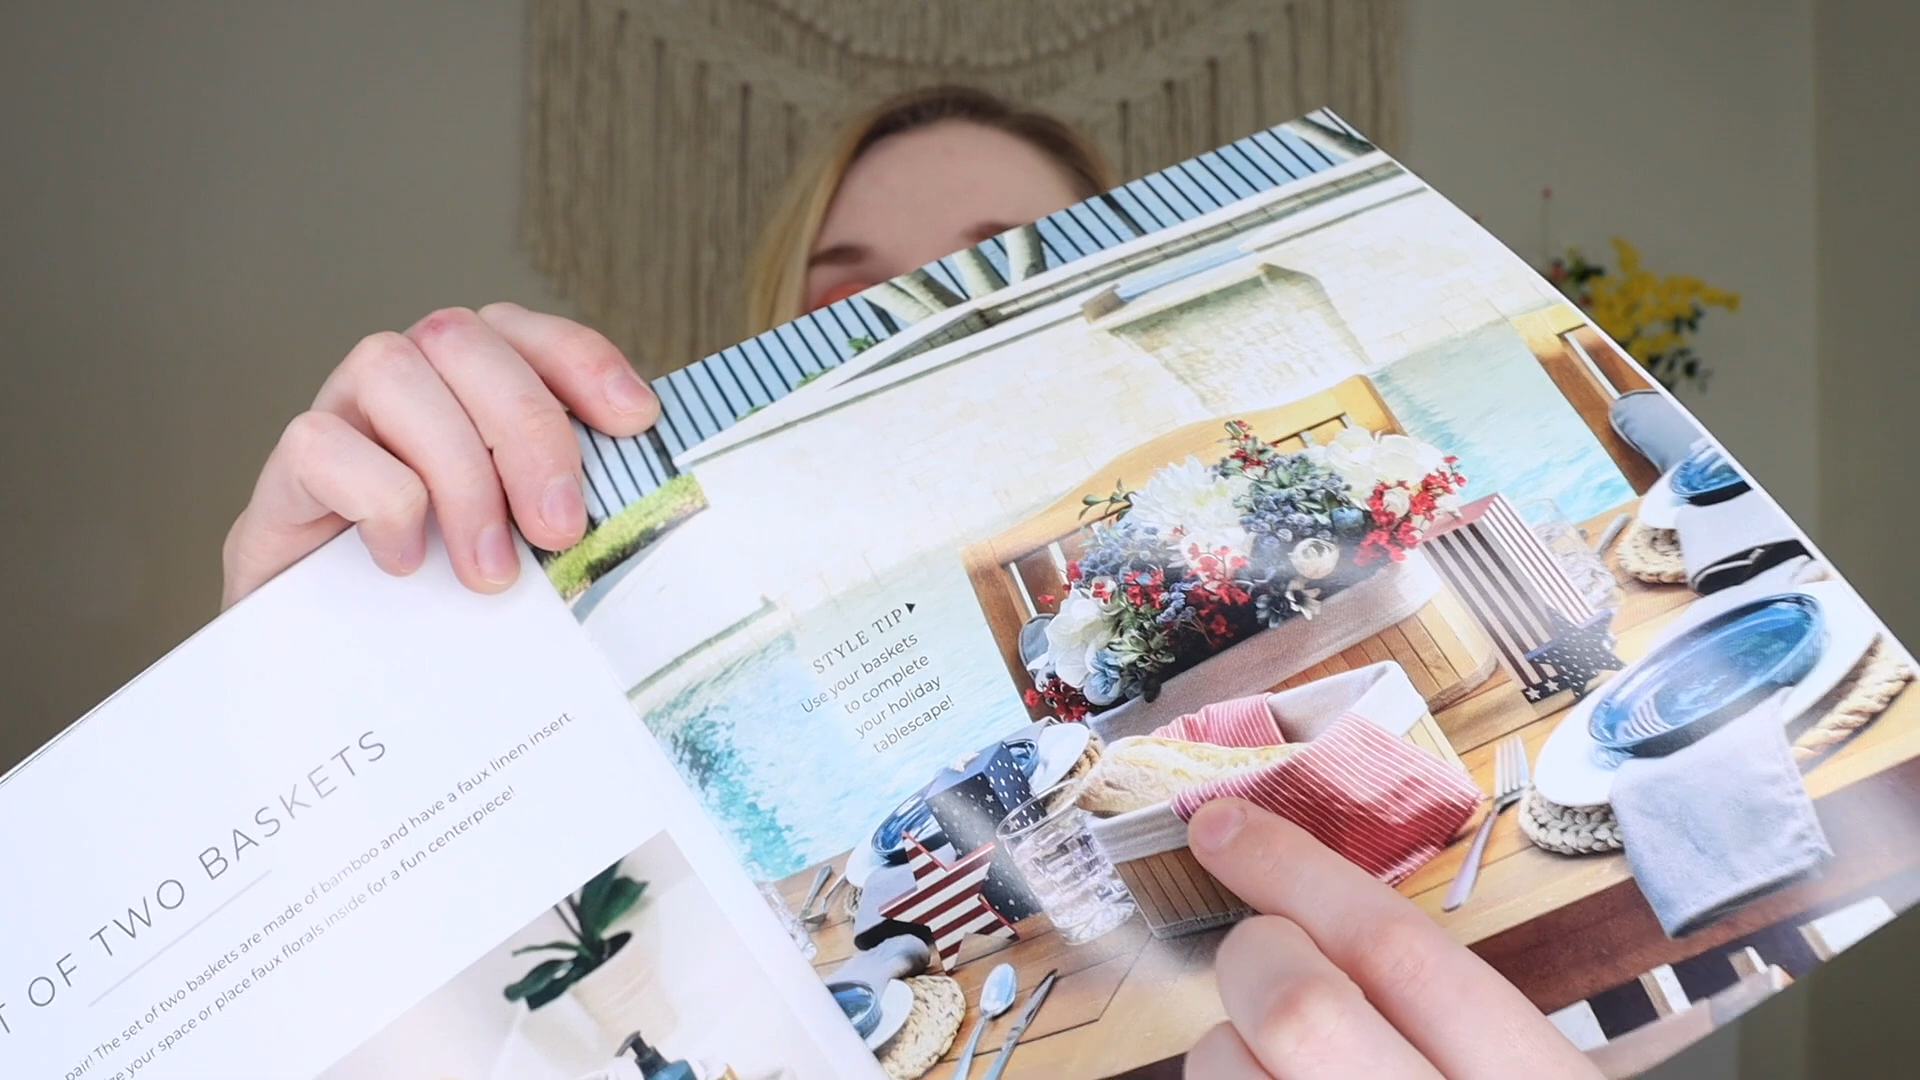 T OF TWO BASKETS
pair! The set of two baskets are made of bamboo and have a faux linen insert.
your space or place faux florals inside for a fun centerpiece!
STYLE TIP▸
Use your baskets
to complete
your holiday
tablescape!